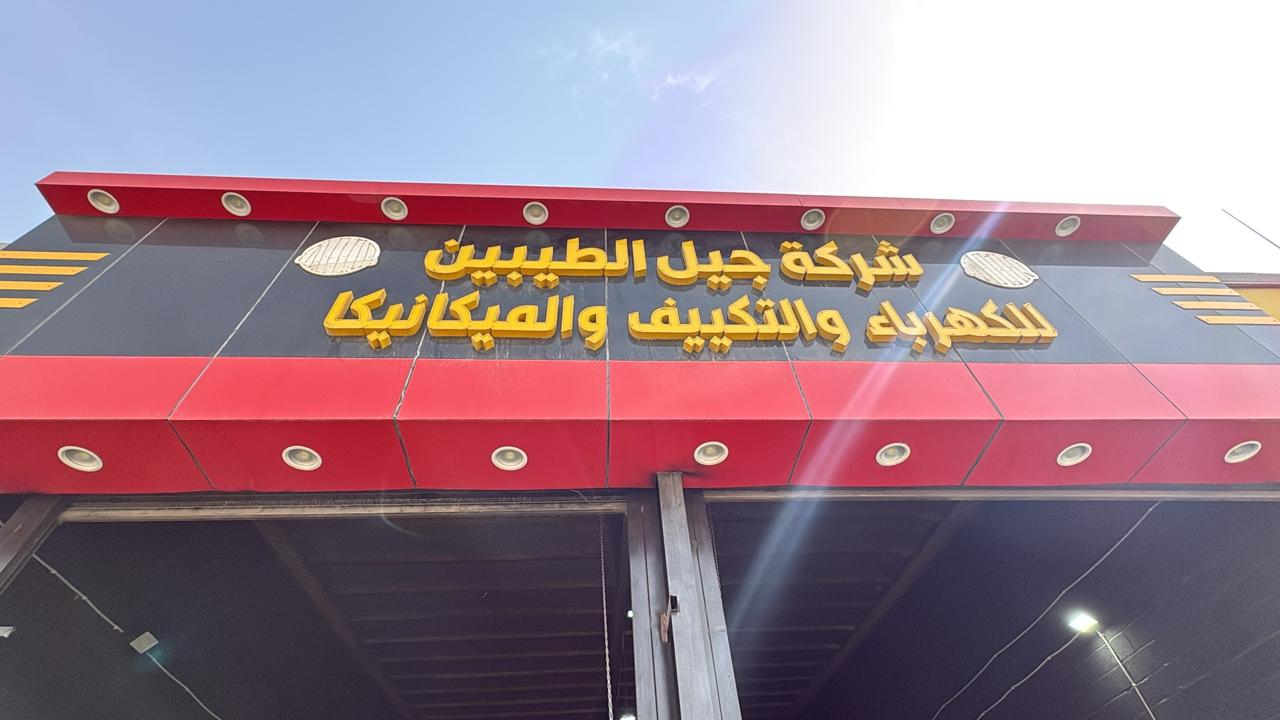 شركة جيل الطيبين
للكهرباء والتكييف والميكانيكا